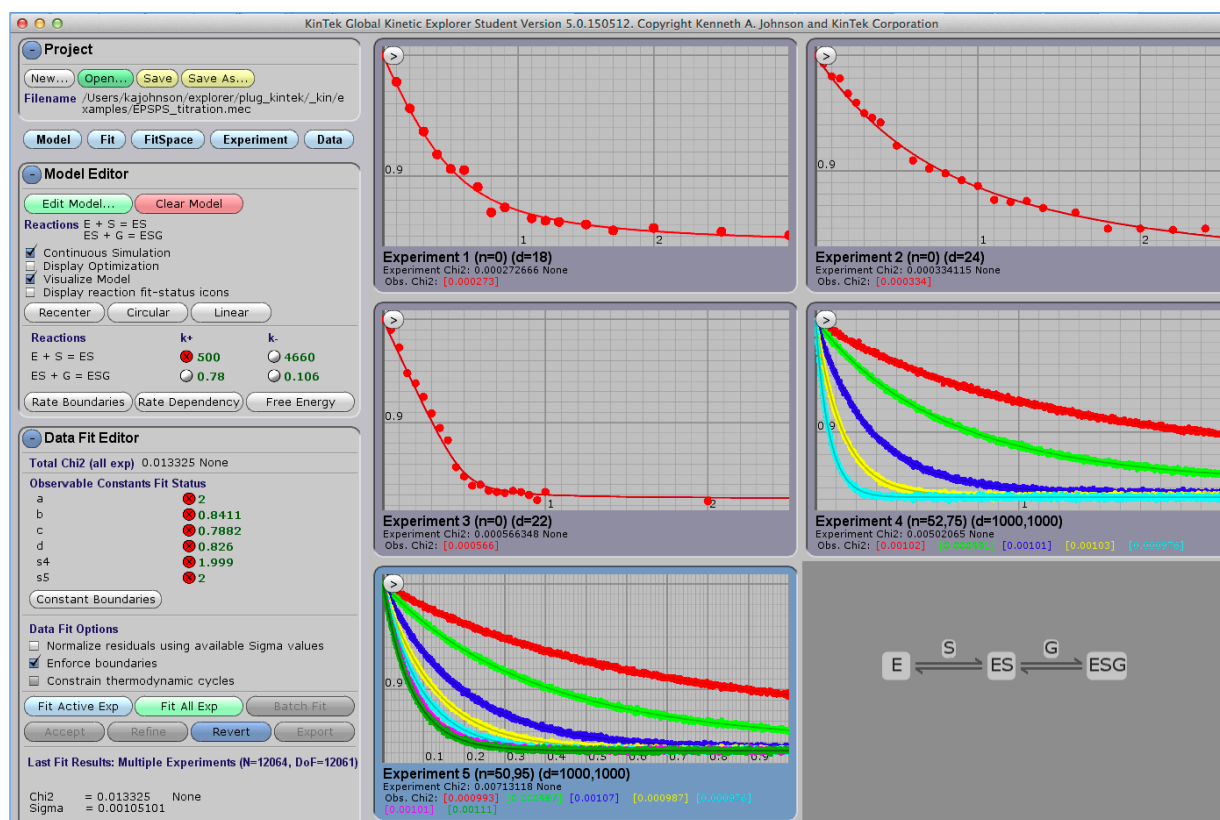 KinTek Global Kinetic Explorer Student Version 5.0.150512. Copyright Kenneth A. Johnson and KinTek Corporation
- Project
New... Open... Save Save As...
Filename /Users/kajohnson/explorer/plug_kintek/_kin/e
xamples/EPSPS_titration.mec
Model Fit FitSpace Experiment Data
- Model Editor
Edit Model... Clear Model
Reactions E + S = ES
ES + G = ESG
Continuous Simulation
Display Optimization
Visualize Model
Display reaction fit-status icons
Recenter Circular Linear
Reactions k+ k-
E + S = ES 500 4660
ES + G = ESG 0.78 0.106
Rate Boundaries Rate Dependency Free Energy
- Data Fit Editor
Total Chi2 (all exp) 0.013325 None
Observable Constants Fit Status
a 2
b 0.8411
c 0.7882
d 0.826
s4 1.999
s5 2
Constant Boundaries
Data Fit Options
Normalize residuals using available Sigma values
Enforce boundaries
Constrain thermodynamic cycles
Fit Active Exp Fit All Exp Batch Fit
Accept Refine Revert Export
Last Fit Results: Multiple Experiments (N=12064, DoF=12061)
Chi2 = 0.013325 None
Sigma = 0.00105101
>
0.9
1 2
Experiment 1 (n=0) (d=18)
Experiment Chi2: 0.000272666 None
Obs. Chi2: [0.000273]
>
0.9
1 2
Experiment 2 (n=0) (d=24)
Experiment Chi2: 0.000334115 None
Obs. Chi2: [0.000334]
>
0.9
1 2
Experiment 3 (n=0) (d=22)
Experiment Chi2: 0.000566348 None
Obs. Chi2: [0.000566]
>
0.9
1
Experiment 4 (n=52,75) (d=1000,1000)
Experiment Chi2: 0.00502065 None
Obs. Chi2: [0.00102] [0.00101] [0.00103]
>
0.9
0.1 0.2 0.3 0.4 0.5 0.6 0.7 0.8 0.9
Experiment 5 (n=50,95) (d=1000,1000)
Experiment Chi2: 0.00713118 None
Obs. Chi2: [0.000993] [0.00107] [0.000987]
[0.00101] [0.00111]
S G
E ES ESG